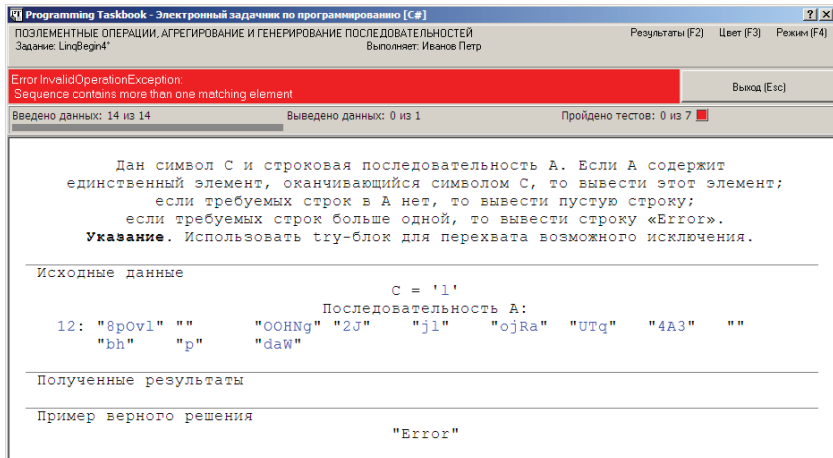 Programming Taskbook - Электронный задачник по программированию [C#]
ПОЭЛЕМЕНТНЫЕ ОПЕРАЦИИ, АГРЕГИРОВАНИЕ И ГЕНЕРИРОВАНИЕ ПОСЛЕДОВАТЕЛЬНОСТЕЙ Результаты (F2) Цвет (F3) Режим (F4)
Задание: LinqBegin4° Выполняет: Иванов Петр
Error InvalidOperationException:
Sequence contains more than one matching element
Выход (Esc)
Введено данных: 14 из 14 Выведено данных: 0 из 1 Пройдено тестов: 0 из 7
Дан символ C и строковая последовательность A. Если A содержит
единственный элемент, оканчивающийся символом C, то вывести этот элемент;
если требуемых строк в A нет, то вывести пустую строку;
если требуемых строк больше одной, то вывести строку «Error».
Указание. Использовать try-блок для перехвата возможного исключения.
Исходные данные
C = 'l'
Последовательность A:
12: "8pOvl" "" "OOHNg" "2J" "jl" "ojRa" "UTq" "4A3" ""
"bh" "p" "daW"
Полученные результаты
Пример верного решения
"Error"